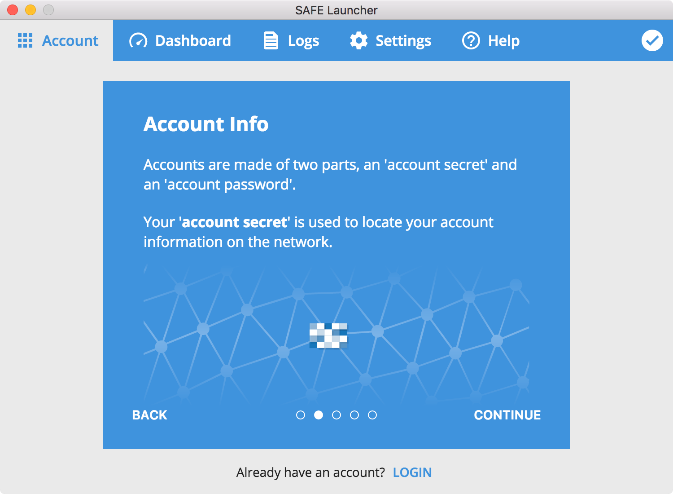 SAFE Launcher
Account
Dashboard
Logs
Settings
Help
Account Info
Accounts are made of two parts, an 'account secret' and
an 'account password'.
Your 'account secret' is used to locate your account
information on the network.
BACK
CONTINUE
Already have an account? LOGIN